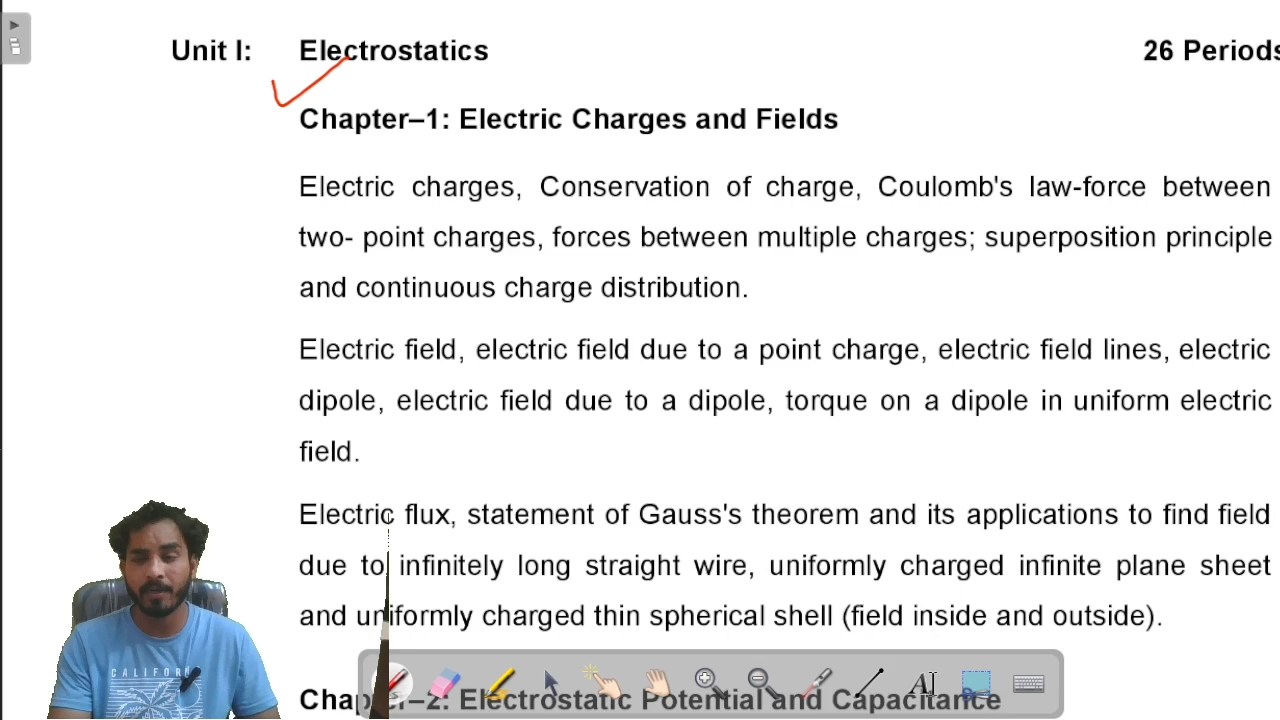 Unit I: Electrostatics 26 Periods
Chapter–1: Electric Charges and Fields
Electric charges, Conservation of charge, Coulomb's law-force between
two- point charges, forces between multiple charges; superposition principle
and continuous charge distribution.
Electric field, electric field due to a point charge, electric field lines, electric
dipole, electric field due to a dipole, torque on a dipole in uniform electric
field.
Electric flux, statement of Gauss's theorem and its applications to find field
due to infinitely long straight wire, uniformly charged infinite plane sheet
and uniformly charged thin spherical shell (field inside and outside).
CALIFOR
A
Chapter–2: Electrostatic Potential and Capacitance